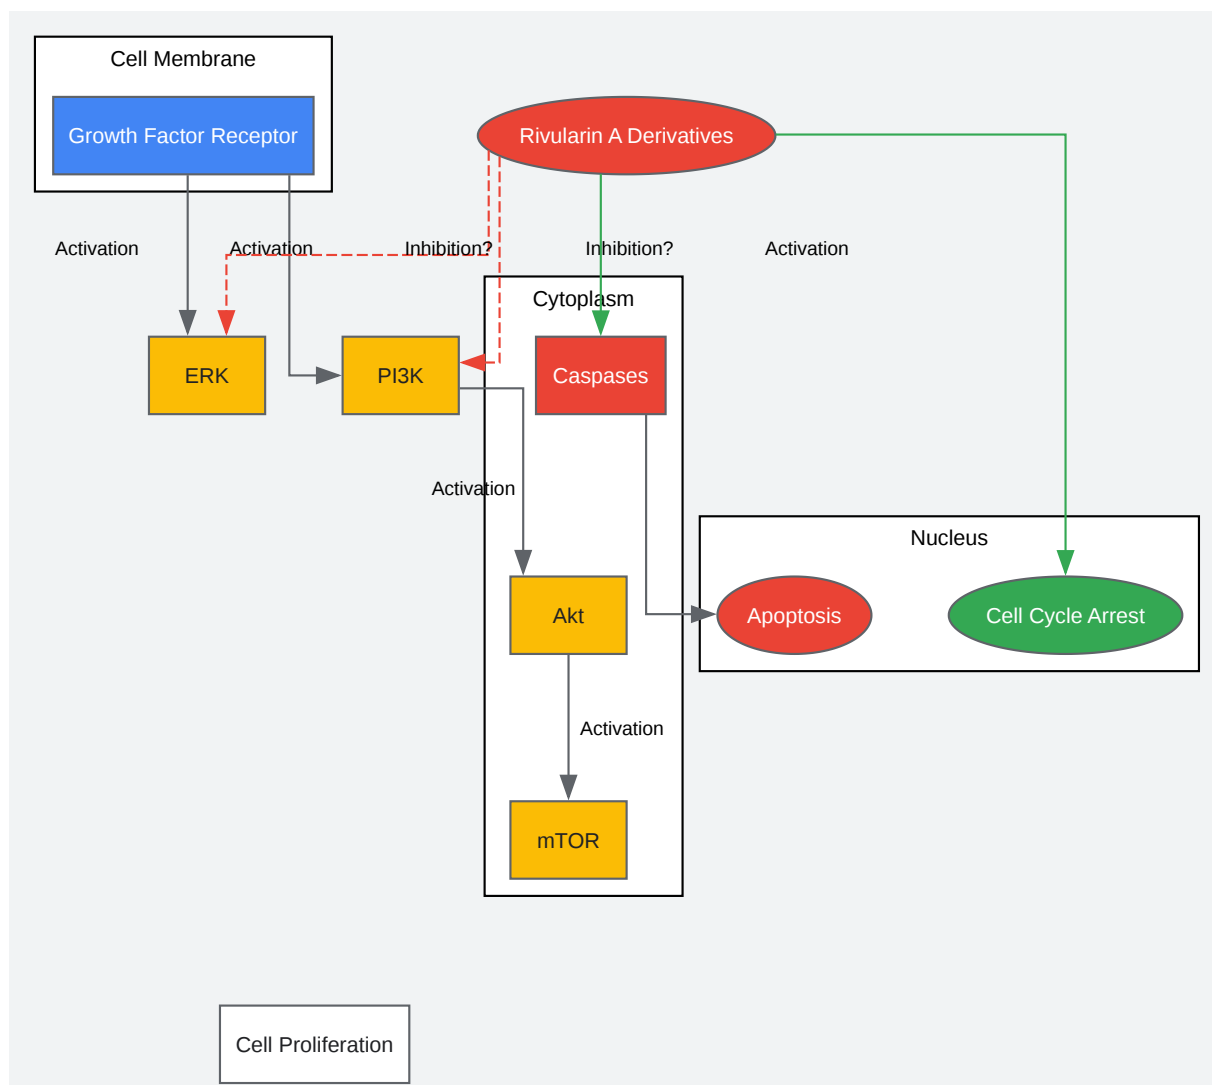 Cell Membrane
Growth Factor Receptor
Rivularin A Derivatives
Activation
Activation
Inhibition?
Inhibition?
Activation
Cytoplasm
ERK
PI3K
Caspases
Activation
Nucleus
Akt
Apoptosis
Cell Cycle Arrest
Activation
mTOR
Cell Proliferation